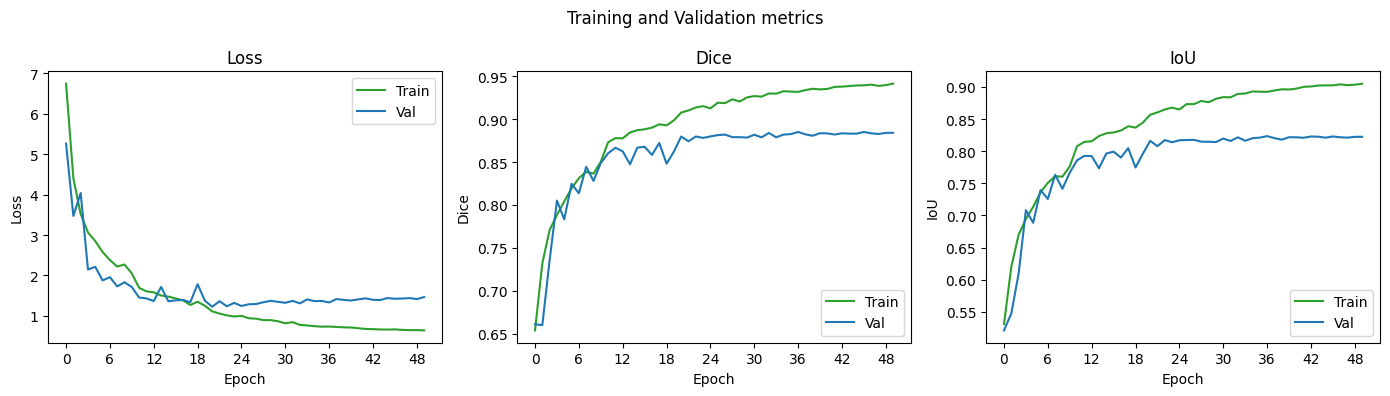 Training and Validation metrics
Loss
7
6
5
4
3
2
1
0 6 12 18 24 30 36 42 48
Epoch
Loss
Train
Val
Dice
0.95
0.90
0.85
0.80
0.75
0.70
0.65
0 6 12 18 24 30 36 42 48
Epoch
Dice
Train
Val
IoU
0.90
0.85
0.80
0.75
0.70
0.65
0.60
0.55
0 6 12 18 24 30 36 42 48
Epoch
IoU
Train
Val